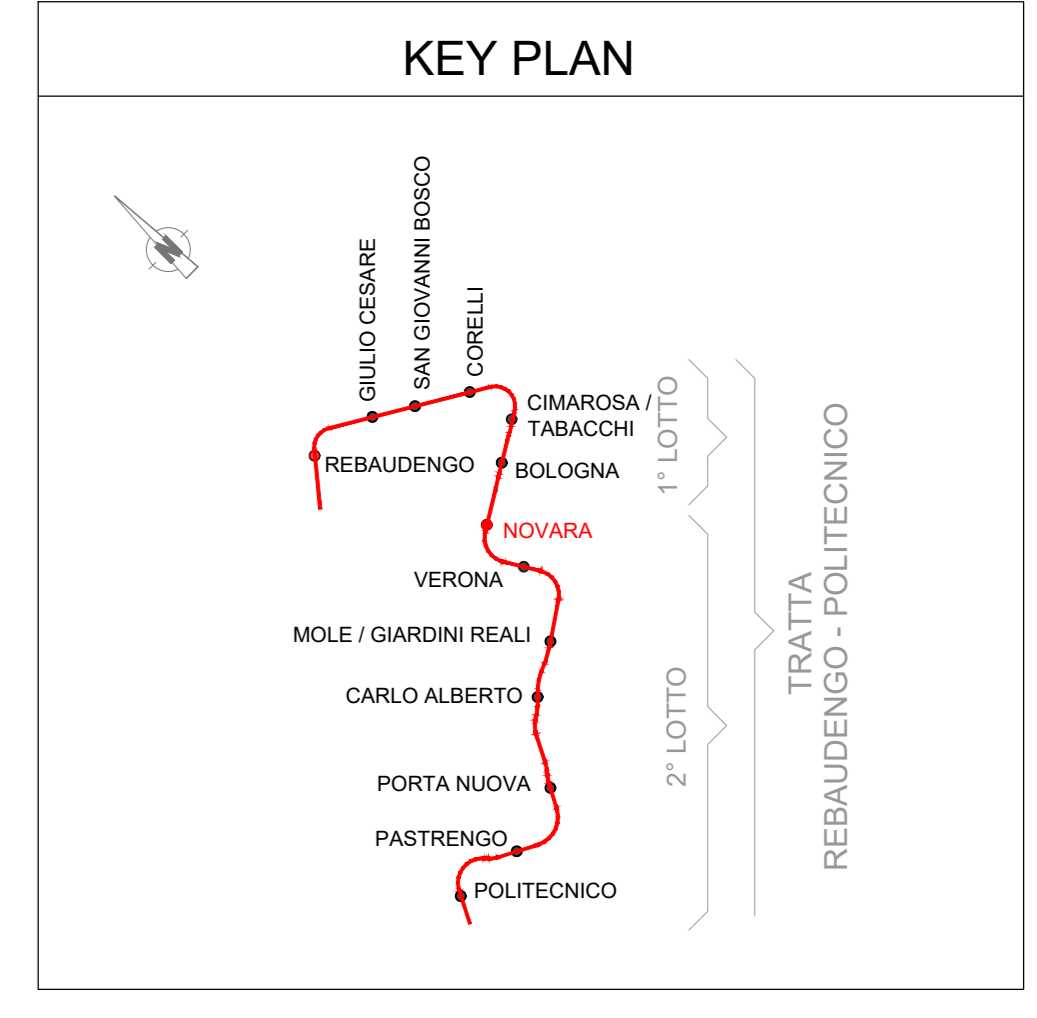 KEY PLAN
N
GIULIO CESARE
SAN GIOVANNI BOSCO
CORELLI
CIMAROSA /
TABACCHI
REBAUDENGO
BOLOGNA
NOVARA
VERONA
MOLE / GIARDINI REALI
CARLO ALBERTO
PORTA NUOVA
PASTRENGO
POLITECNICO
1° LOTTO
2° LOTTO
TRATTA
REBAUDENGO - POLITECNICO